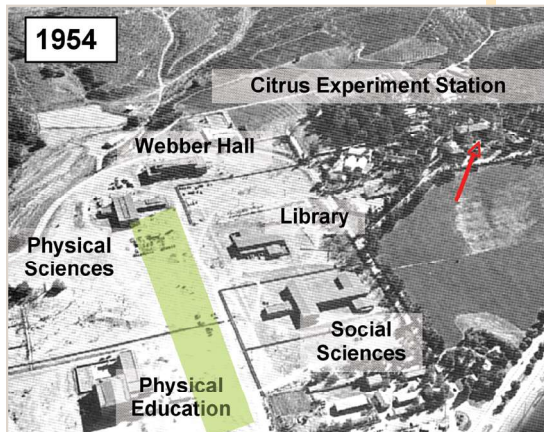 1954
Citrus Experiment Station
Webber Hall
Library
Physical
Sciences
Social
Sciences
Physical
Education